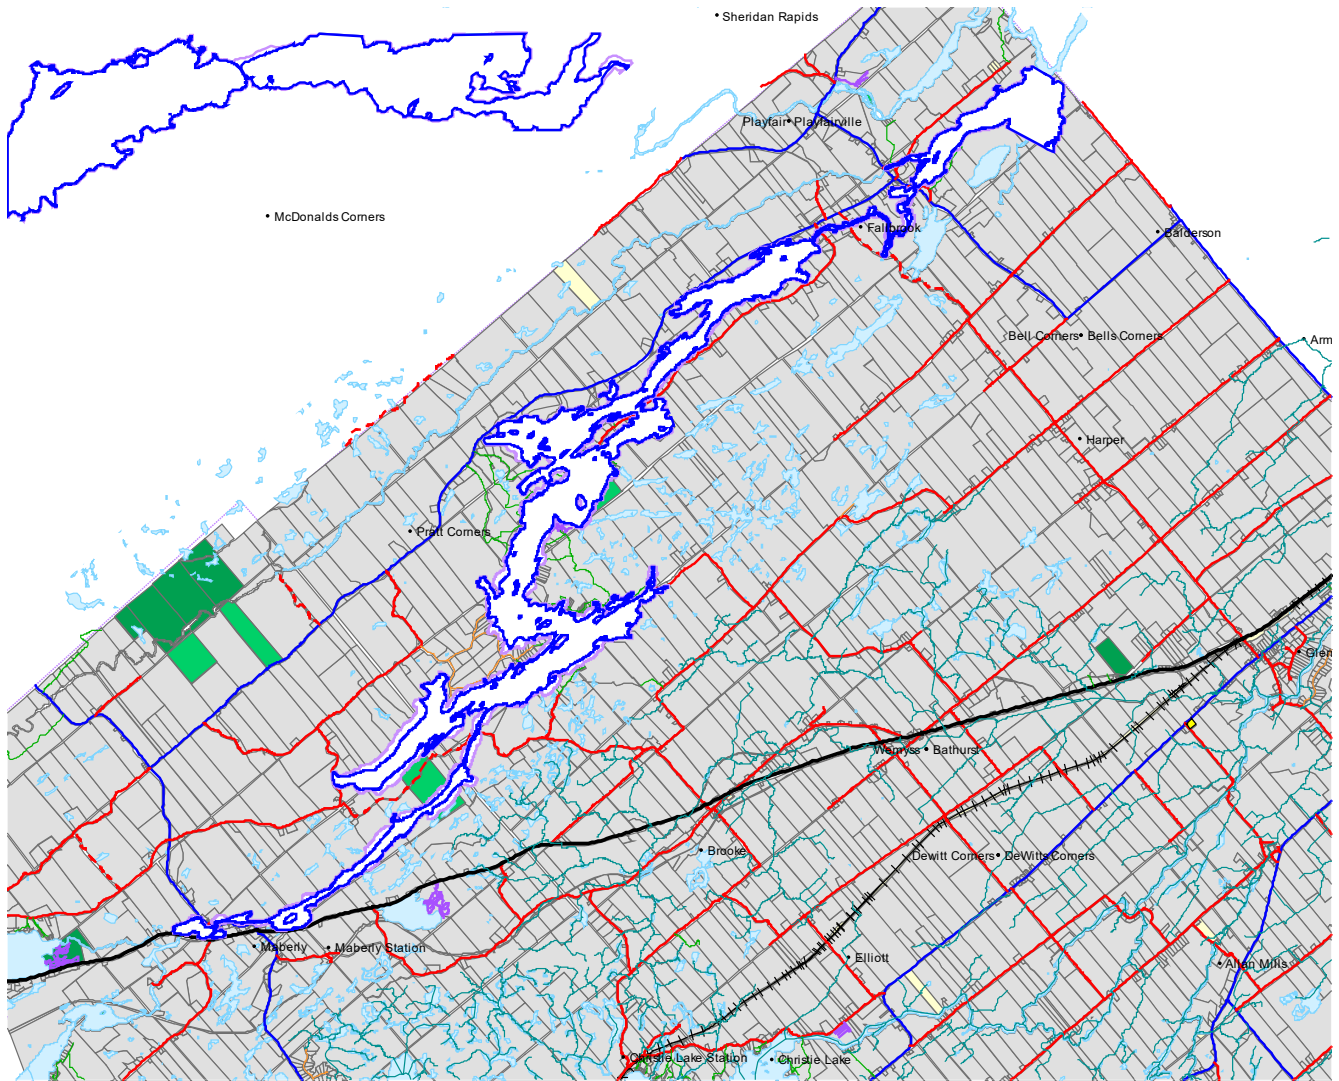 Sheridan Rapids
Playfair Playfairville
McDonalds Corners
Fallbrook
Balderson
Bell Corners Bells Corners
Arm
Harper
Pratt Corners
Glen
Wemyss Bathurst
Brooke
Dewitt Corners DeWitts Corners
Maberly
Maberly Station
Elliott
Allan Mills
Christie Lake Station
Christie Lake